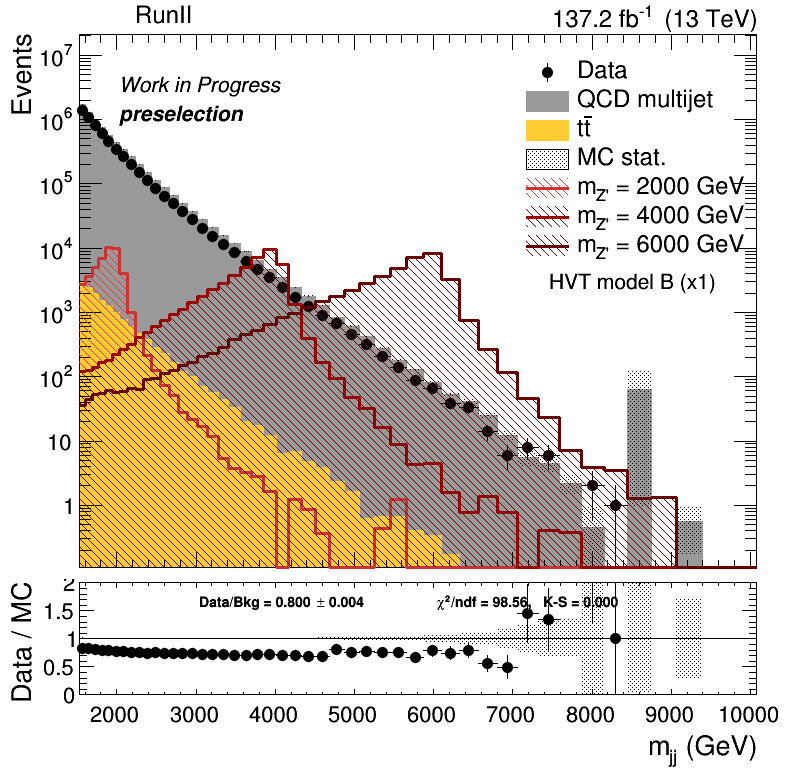 RunII
137.2 fb⁻¹ (13 TeV)
Events
10⁷
10⁶
10⁵
10⁴
10³
10²
10
1
Work in Progress
preselection
Data
QCD multijet
tt̄
MC stat.
m_Z' = 2000 GeV
m_Z' = 4000 GeV
m_Z' = 6000 GeV
HVT model B (x1)
Data / MC
2
1.5
1
0.5
0
Data/Bkg = 0.800 ± 0.004
χ²/ndf = 98.56, K-S = 0.000
2000 3000 4000 5000 6000 7000 8000 9000 10000
m_jj (GeV)